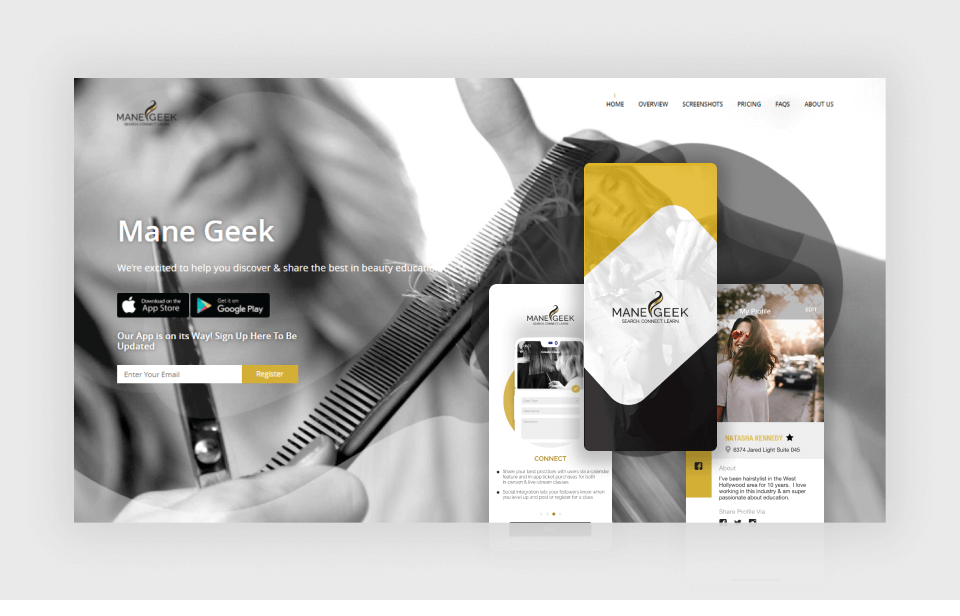 MANE GEEK
SEARCH. CONNECT. LEARN
HOME OVERVIEW SCREENSHOTS PRICING FAQS ABOUT US
Mane Geek
We're excited to help you discover & share the best in beauty education
Download on the
App Store
Get it on
Google Play
Our App is on its Way! Sign Up Here To Be
Updated
Enter Your Email
Register
MANE GEEK
SEARCH. CONNECT. LEARN
CONNECT
Share your best practices with users via a calendar
feature and in app ticket purchases for both
in-person & live stream classes
Social Integration lets your followers know when
you level up and post or register for a class
MANE GEEK
SEARCH. CONNECT. LEARN.
My Profile
EDIT
NATASHA KENNEDY
6374 Jared Light Suite 045
About
I've been hairstylist in the West
Hollywood area for 10 years. I love
working in this industry & am super
passionate about education.
Share Profile Via